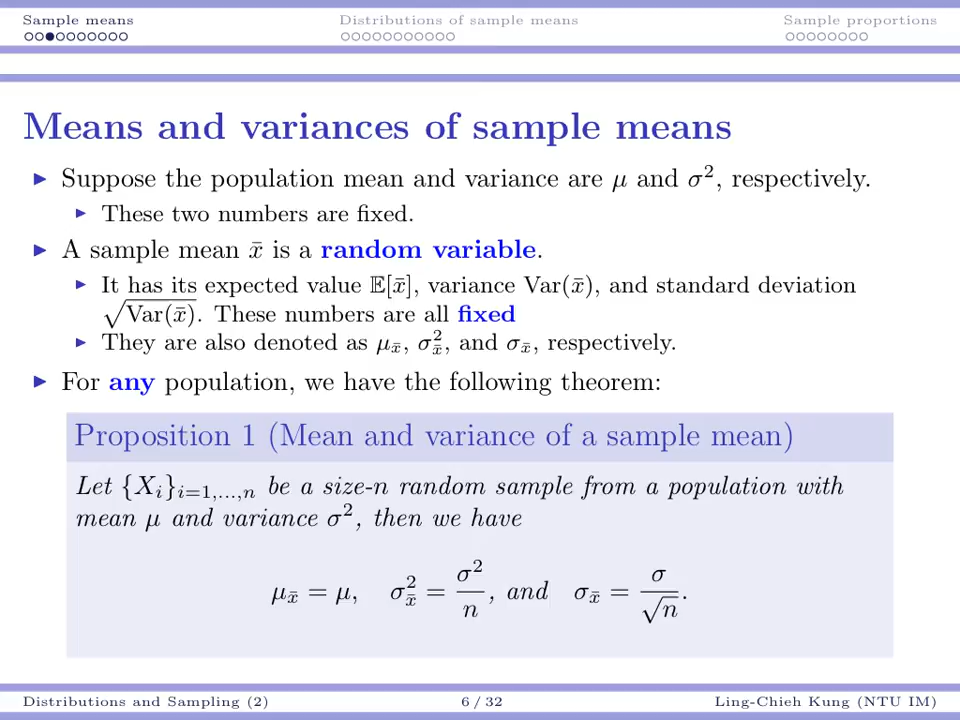 Sample means Distributions of sample means Sample proportions
Means and variances of sample means
Suppose the population mean and variance are μ and σ², respectively.
These two numbers are fixed.
A sample mean x̄ is a random variable.
It has its expected value 𝔼[x̄], variance Var(x̄), and standard deviation
√Var(x̄). These numbers are all fixed
They are also denoted as μ_x̄, σ²_x̄, and σ_x̄, respectively.
For any population, we have the following theorem:
Proposition 1 (Mean and variance of a sample mean)
Let {X_i}_{i=1,...,n} be a size-n random sample from a population with
mean μ and variance σ², then we have
μ_x̄ = μ, σ²_x̄ = σ²/n, and σ_x̄ = σ/√n.
Distributions and Sampling (2) 6 / 32 Ling-Chieh Kung (NTU IM)